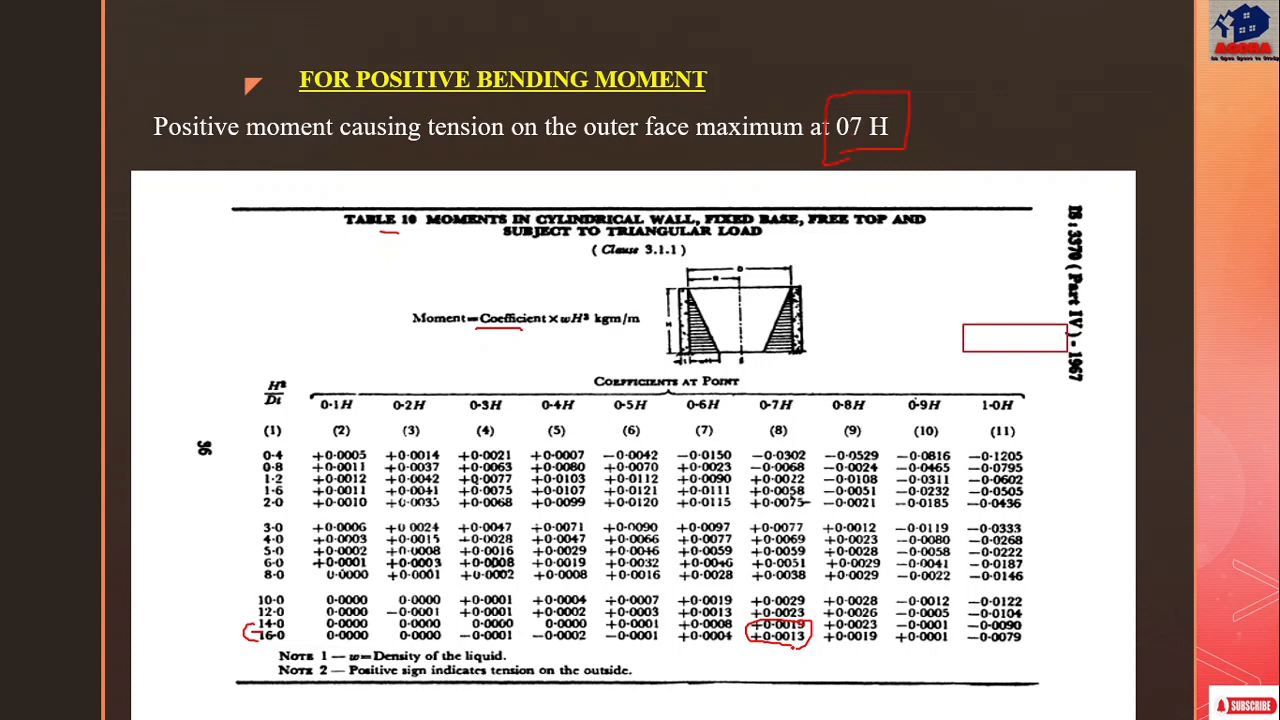 AGORA
FOR POSITIVE BENDING MOMENT
Positive moment causing tension on the outer face maximum at 07 H
TABLE 10 MOMENTS IN CYLINDRICAL WALL, FIXED BASE, FREE TOP AND
SUBJECT TO TRIANGULAR LOAD
( Clause 3.1.1 )
IS : 3370 ( Part IV ) - 1967
Moment=Coefficient × wH³ kgm/m
H
H²
Dt
COEFFICIENTS AT POINT
0·1H 0·2H 0·3H 0·4H 0·5H 0·6H 0·7H 0·8H 0·9H 1·0H
(1) (2) (3) (4) (5) (6) (7) (8) (9) (10) (11)
36
0·4 +0·0005 +0·0014 +0·0021 +0·0007 −0·0042 −0·0150 −0·0302 −0·0529 −0·0816 −0·1205
0·8 +0·0011 +0·0037 +0·0063 +0·0080 +0·0070 +0·0023 −0·0068 −0·0024 −0·0465 −0·0795
1·2 +0·0012 +0·0042 +0·0077 +0·0103 +0·0112 +0·0090 +0·0022 −0·0108 −0·0311 −0·0602
1·6 +0·0011 +0·0041 +0·0075 +0·0107 +0·0121 +0·0111 +0·0058 −0·0051 −0·0232 −0·0505
2·0 +0·0010 +0·0035 +0·0068 +0·0099 +0·0120 +0·0115 +0·0075 −0·0021 −0·0185 −0·0436
3·0 +0·0006 +0·0024 +0·0047 +0·0071 +0·0090 +0·0097 +0·0077 +0·0012 −0·0119 −0·0333
4·0 +0·0003 +0·0015 +0·0028 +0·0047 +0·0066 +0·0077 +0·0069 +0·0023 −0·0080 −0·0268
5·0 +0·0002 +0·0008 +0·0016 +0·0029 +0·0046 +0·0059 +0·0059 +0·0028 −0·0058 −0·0222
6·0 +0·0001 +0·0003 +0·0008 +0·0019 +0·0032 +0·0046 +0·0051 +0·0029 −0·0041 −0·0187
8·0 0·0000 +0·0001 +0·0002 +0·0008 +0·0016 +0·0028 +0·0038 +0·0029 −0·0022 −0·0146
10·0 0·0000 0·0000 +0·0001 +0·0004 +0·0007 +0·0019 +0·0029 +0·0028 −0·0012 −0·0122
12·0 0·0000 −0·0001 +0·0001 +0·0002 +0·0003 +0·0013 +0·0023 +0·0026 −0·0005 −0·0104
14·0 0·0000 0·0000 0·0000 0·0000 +0·0001 +0·0008 +0·0019 +0·0023 −0·0001 −0·0090
16·0 0·0000 0·0000 −0·0001 −0·0002 −0·0001 +0·0004 +0·0013 +0·0019 +0·0001 −0·0079
NOTE 1 — w=Density of the liquid.
NOTE 2 — Positive sign indicates tension on the outside.
SUBSCRIBE